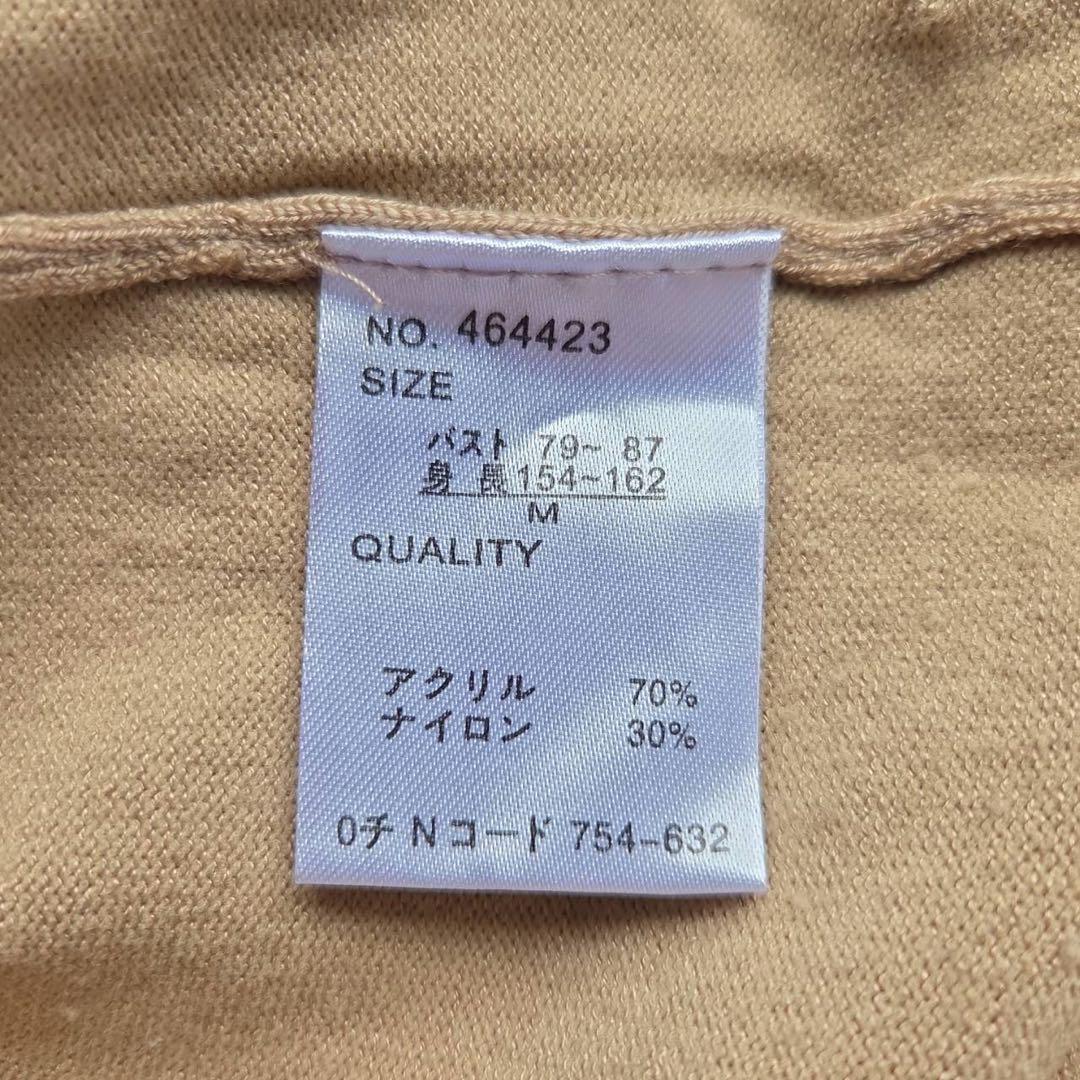 NO. 464423
SIZE
バスト 79~ 87
身 長 154~162
M
QUALITY
アクリル 70%
ナイロン 30%
0チ Nコード 754-632